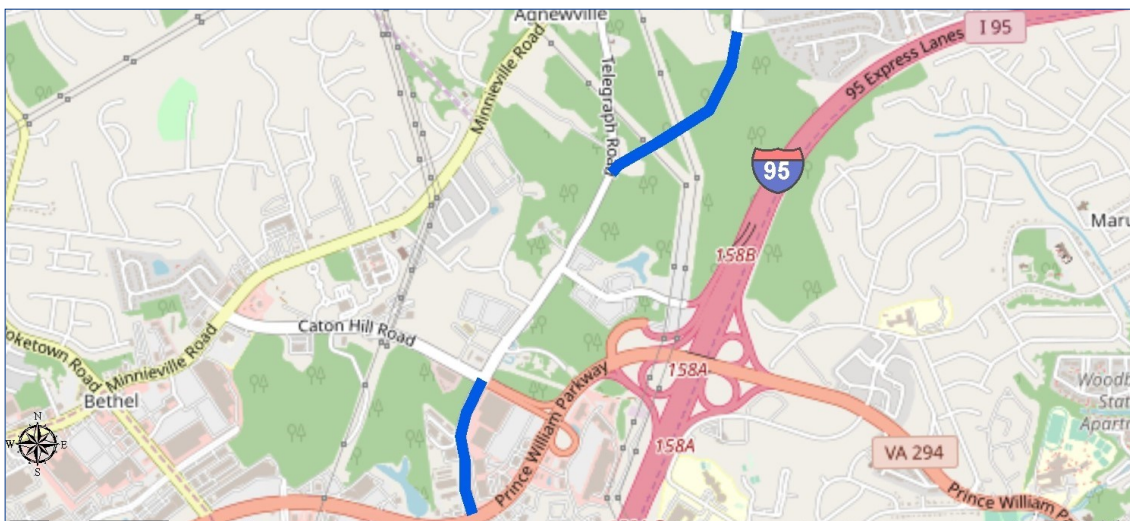 Agnewville
I 95
95 Express Lanes
Minnieville Road
Telegraph Road
95
Maru
158B
Caton Hill Road
oketown Road
Minnieville Road
158A
Bethel
Prince William Parkway
Woodb
Stat
Apartm
N
W E
S
158A
VA 294
Prince William P